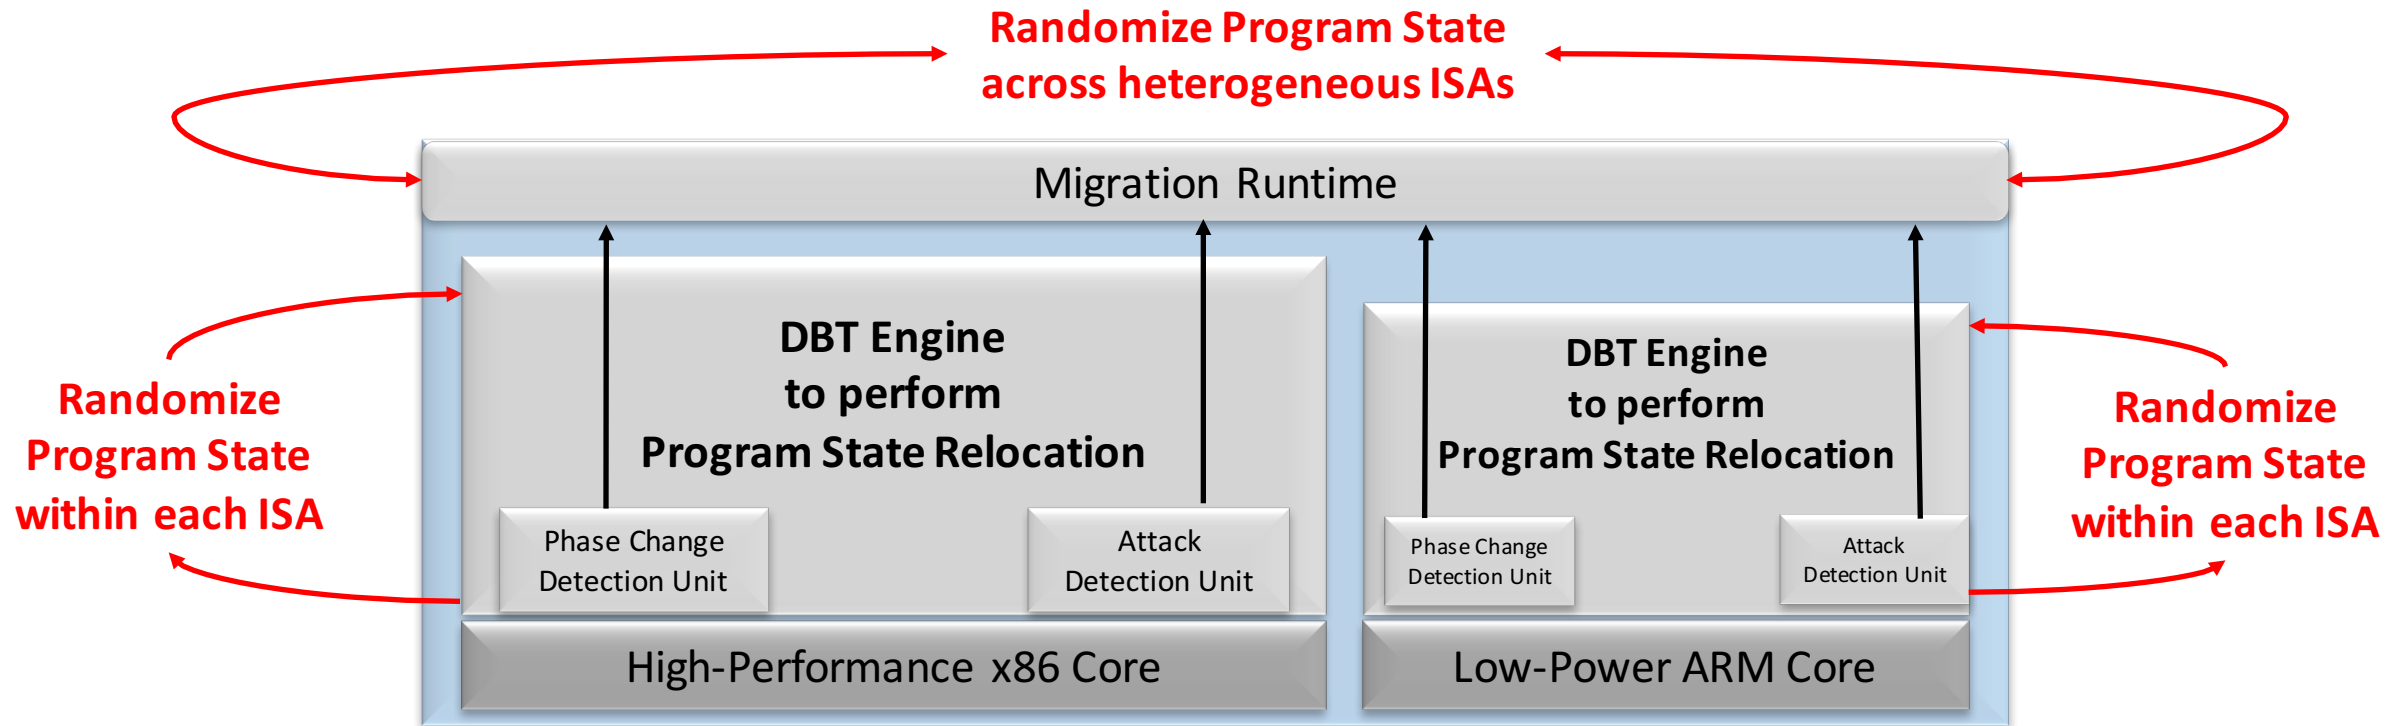 Randomize Program State
across heterogeneous ISAs
Migration Runtime
Randomize
Program State
within each ISA
DBT Engine
to perform
Program State Relocation
Phase Change
Detection Unit
Attack
Detection Unit
High-Performance x86 Core
DBT Engine
to perform
Program State Relocation
Phase Change
Detection Unit
Attack
Detection Unit
Low-Power ARM Core
Randomize
Program State
within each ISA